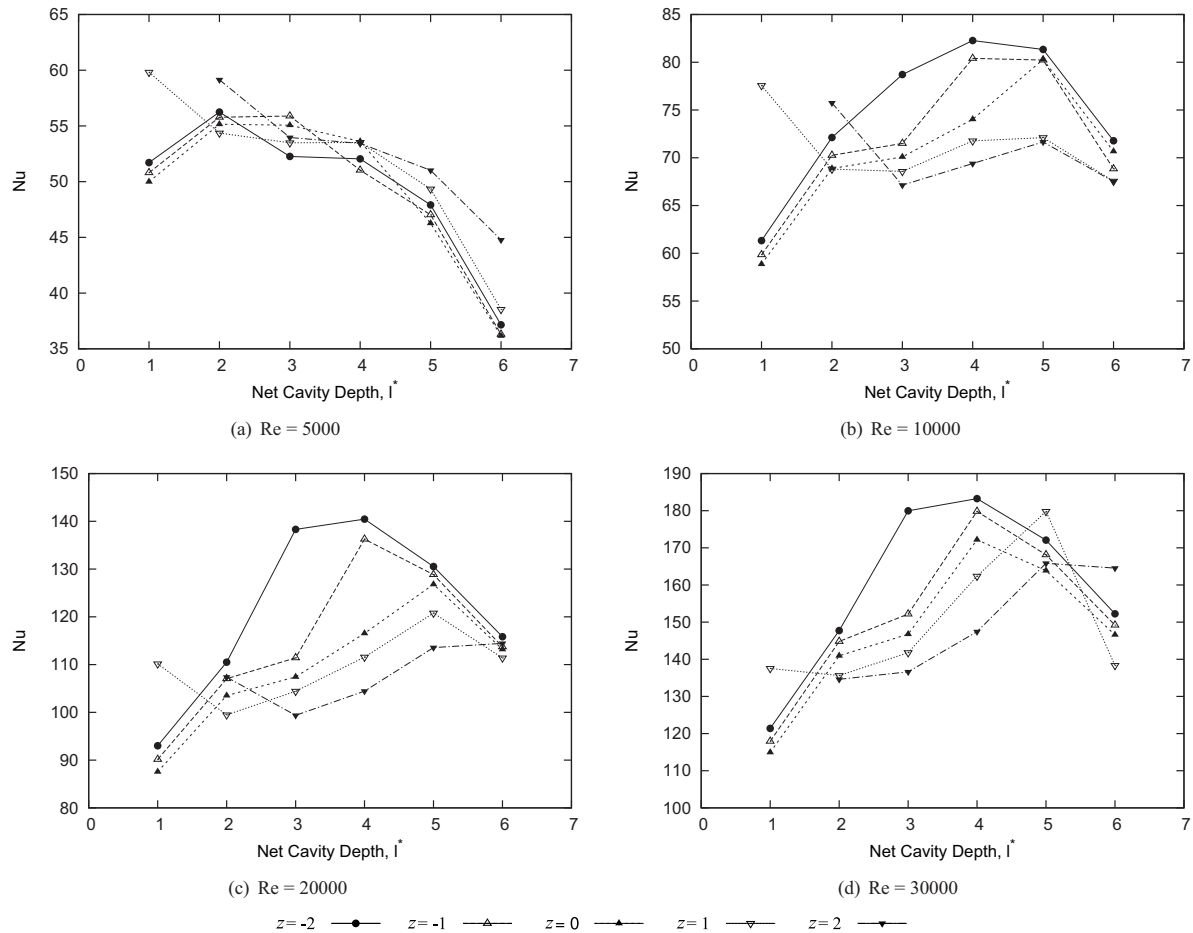 65
60
55
50
45
40
35
Nu
0 1 2 3 4 5 6 7
Net Cavity Depth, l*
(a) Re = 5000
85
80
75
70
65
60
55
50
Nu
0 1 2 3 4 5 6 7
Net Cavity Depth, l*
(b) Re = 10000
150
140
130
120
110
100
90
80
Nu
0 1 2 3 4 5 6 7
Net Cavity Depth, l*
(c) Re = 20000
190
180
170
160
150
140
130
120
110
100
Nu
0 1 2 3 4 5 6 7
Net Cavity Depth, l*
(d) Re = 30000
z = -2 z = -1 z = 0 z = 1 z = 2